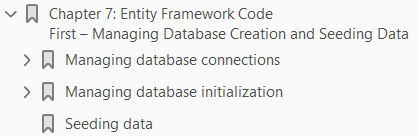 Chapter 7: Entity Framework Code
First – Managing Database Creation and Seeding Data
Managing database connections
Managing database initialization
Seeding data